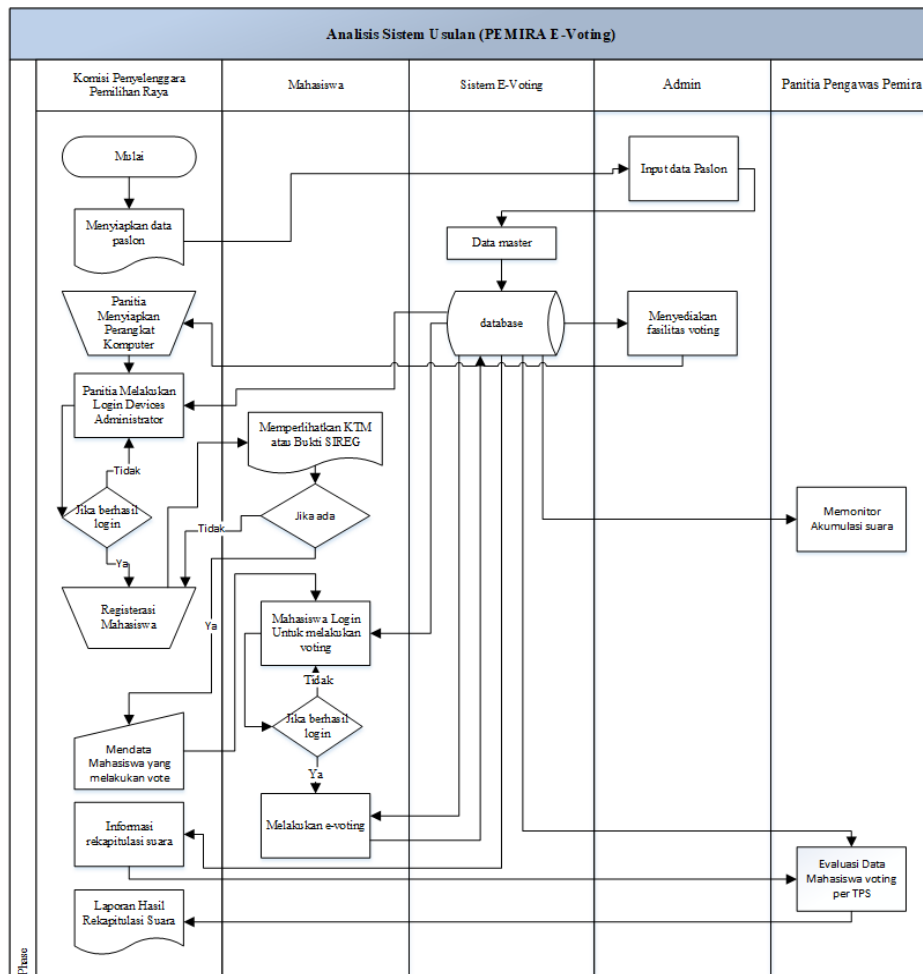 Analisis Sistem Usulan (PEMIRA E-Voting)
Komisi Penyelenggara
Pemilihan Raya
Mahasiswa
Sistem E-Voting
Admin
Panitia Pengawas Pemira
Mulai
Input data Paslon
Menyiapkan data
paslon
Data master
Panitia
Menyiapkan
Perangkat
Komputer
database
Menyediakan
fasilitas voting
Panitia Melakukan
Login Devices
Administrator
Memperlihatkan KTM
atau Bukti SIREG
Tidak
Jika berhasil
login
Jika ada
Tidak
Memonitor
Akumulasi suara
Ya
Registerasi
Mahasiswa
Ya
Mahasiswa Login
Untuk melakukan
voting
Tidak
Jika berhasil
login
Mendata
Mahasiswa yang
melakukan vote
Ya
Melakukan e-voting
Informasi
rekapitulasi suara
Evaluasi Data
Mahasiswa voting
per TPS
Laporan Hasil
Rekapitulasi Suara
Phase